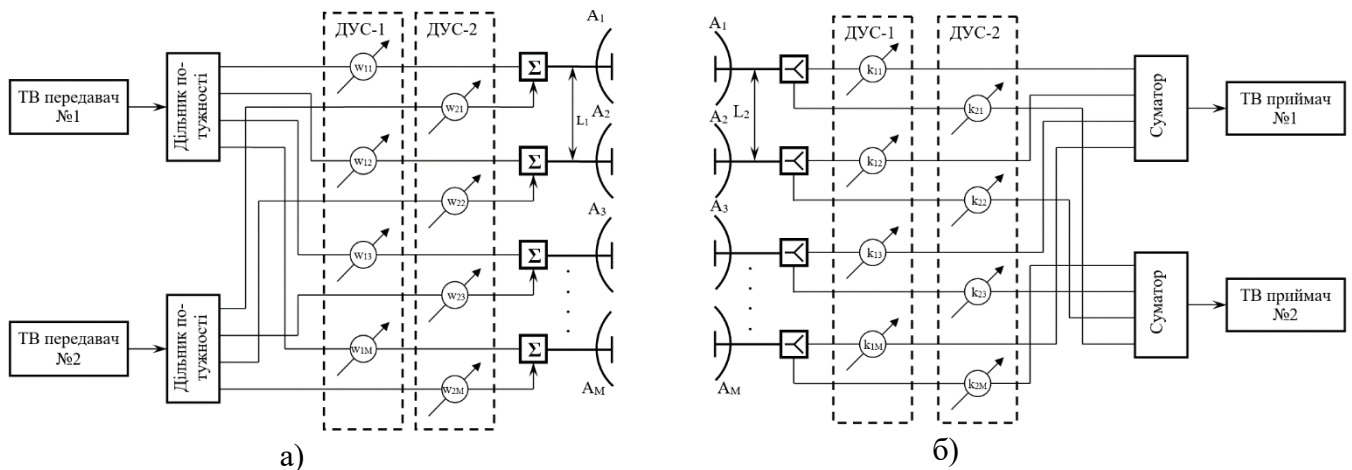 ДУС-1
ДУС-2
A1
w11
Σ
ТВ передавач
№1
Дільник по-
тужності
w21
L1
A2
w12
Σ
w22
A3
w13
Σ
w23
ТВ передавач
№2
Дільник по-
тужності
w1M
Σ
w2M
AM
а)
A1
ДУС-1
ДУС-2
k11
k21
L2
A2
k12
k22
A3
k13
k23
k1M
AM
k2M
Суматор
ТВ приймач
№1
Суматор
ТВ приймач
№2
б)